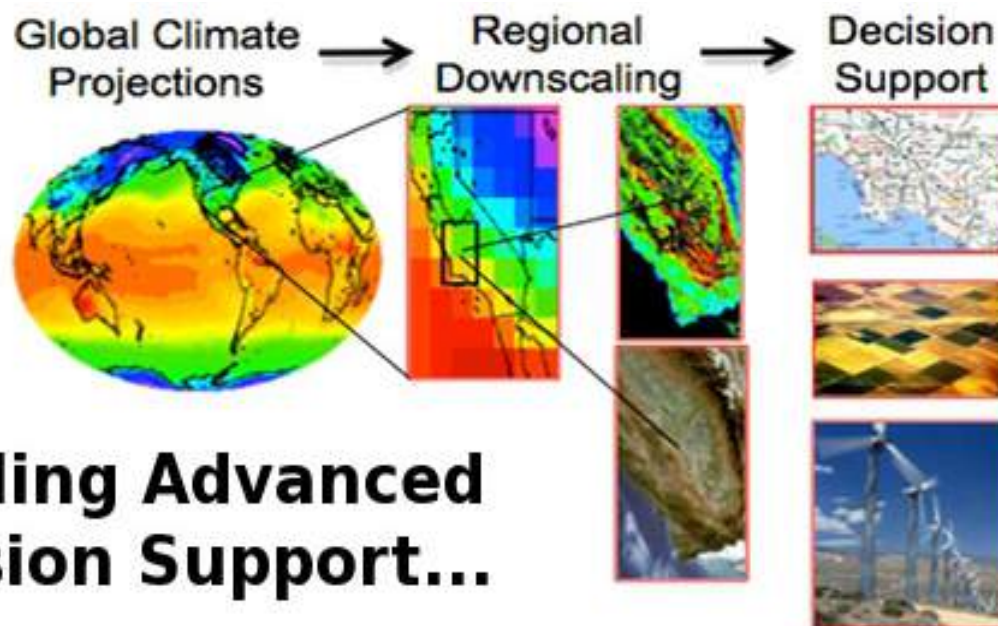 Global Climate
Projections
Regional
Downscaling
Decision
Support
ling Advanced
sion Support...